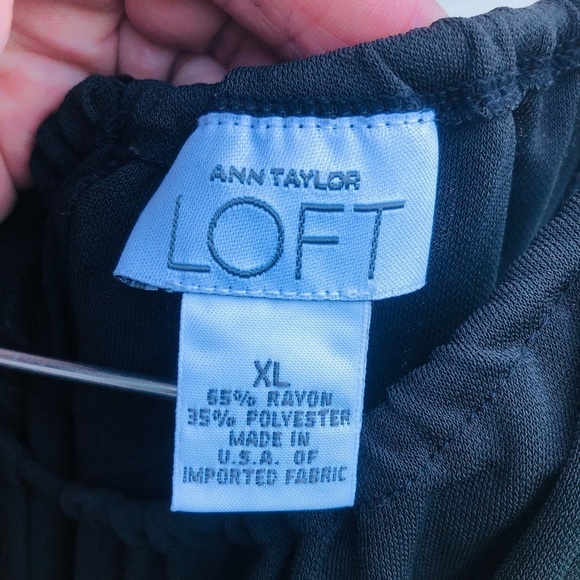 ANN TAYLOR
LOFT
XL
65% RAYON
35% POLYESTER
MADE IN
U.S.A. OF
IMPORTED FABRIC